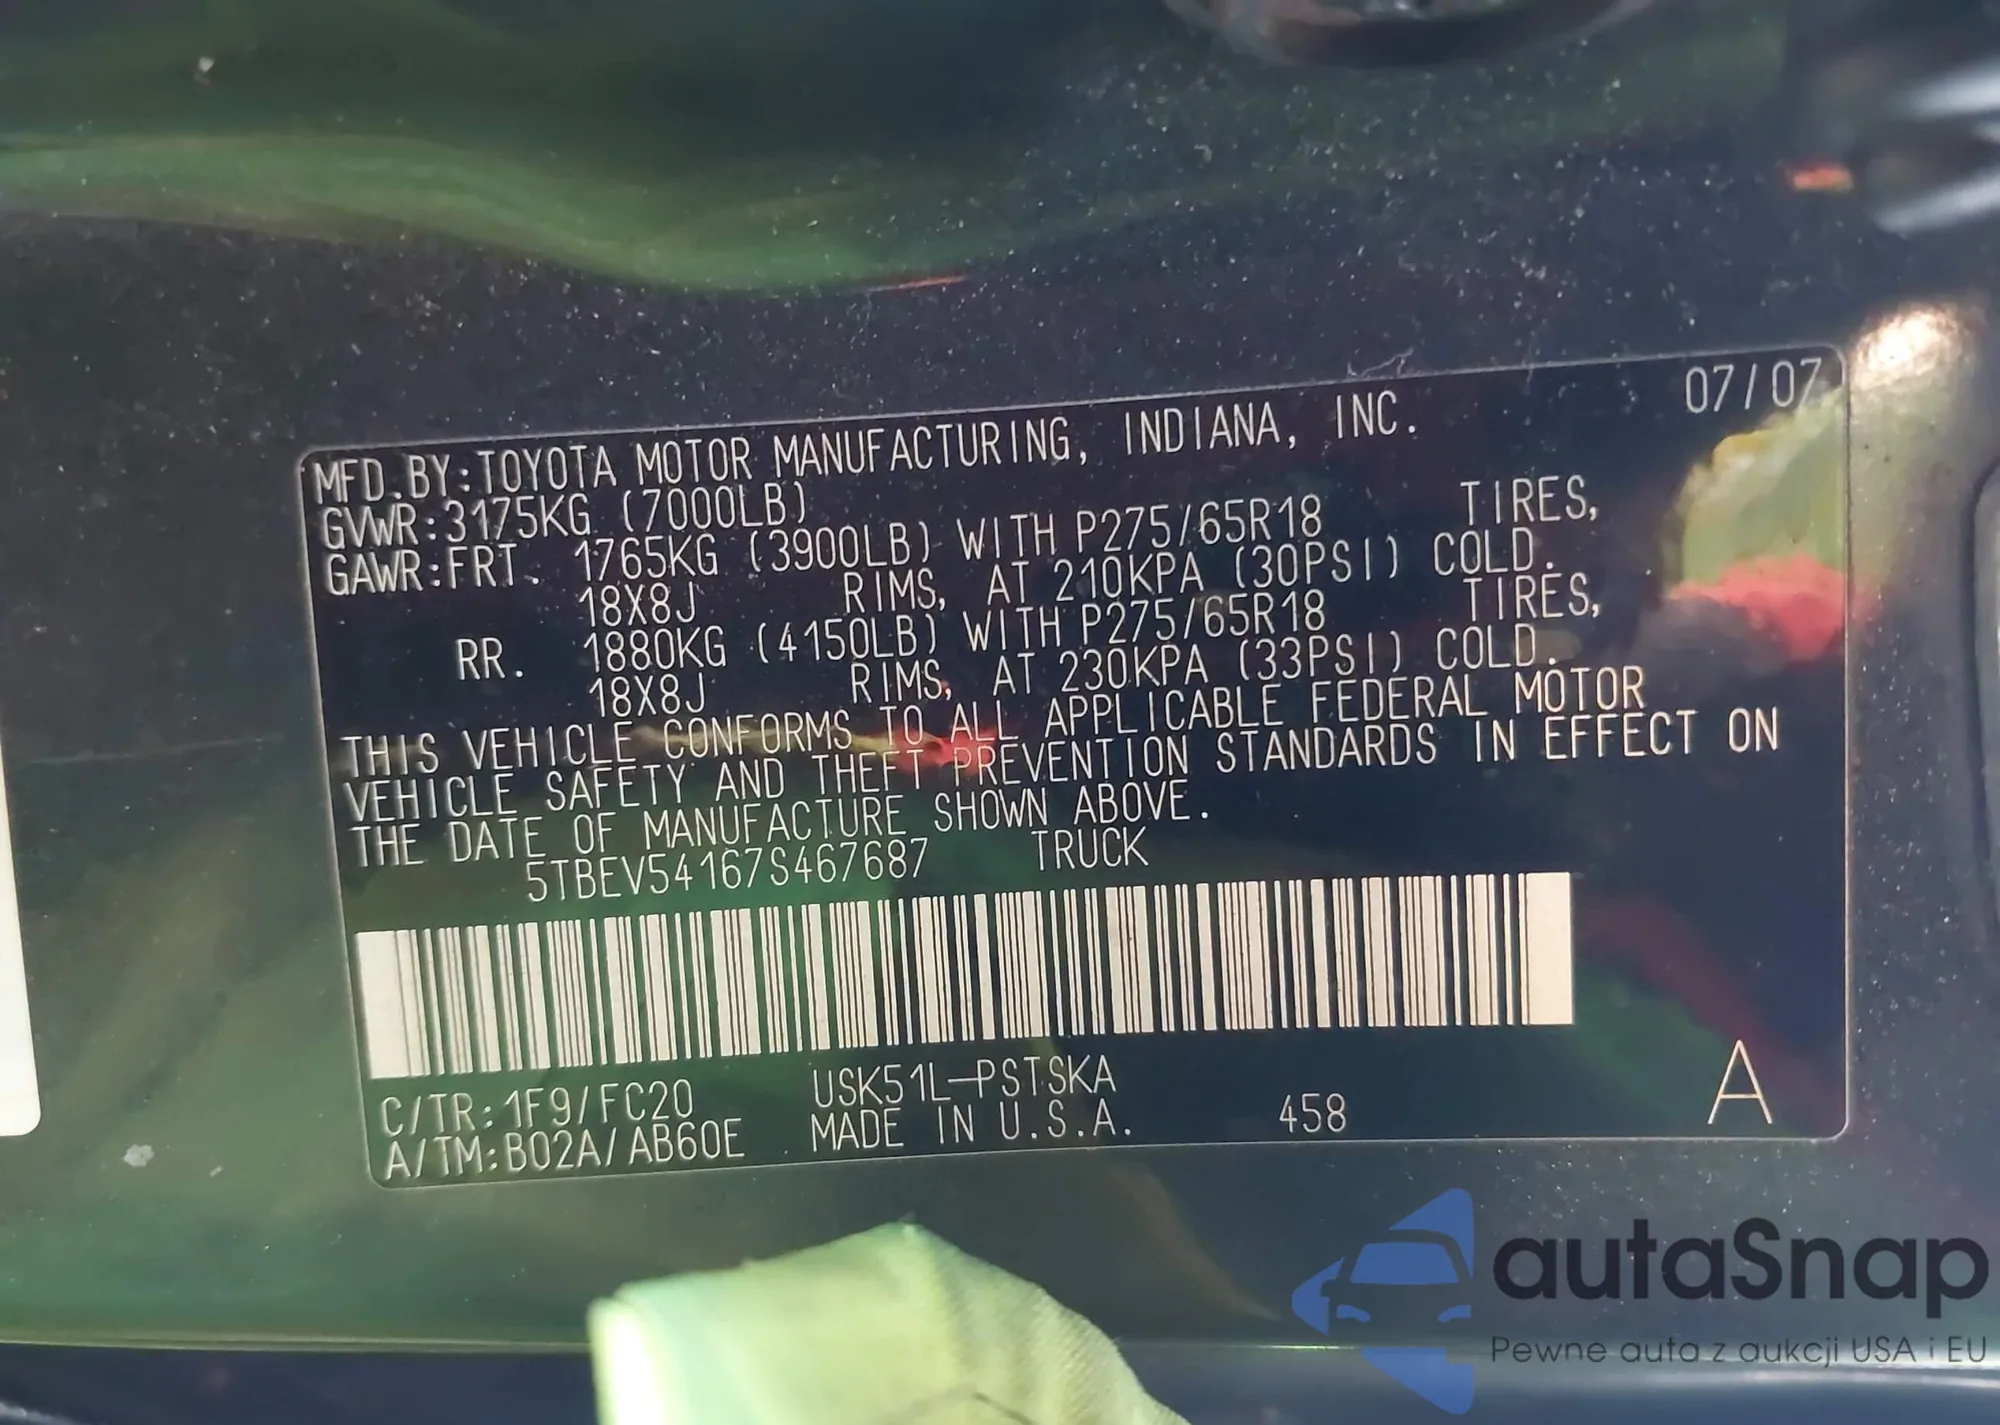 07/07
MFD.BY:TOYOTA MOTOR MANUFACTURING, INDIANA, INC.
GVWR:3175KG (7000LB)
GAWR:FRT. 1765KG (3900LB) WITH P275/65R18 TIRES,
18X8J RIMS, AT 210KPA (30PSI) COLD.
RR. 1880KG (4150LB) WITH P275/65R18 TIRES,
18X8J RIMS, AT 230KPA (33PSI) COLD.
THIS VEHICLE CONFORMS TO ALL APPLICABLE FEDERAL MOTOR
VEHICLE SAFETY AND THEFT PREVENTION STANDARDS IN EFFECT ON
THE DATE OF MANUFACTURE SHOWN ABOVE.
5TBEV54167S467687 TRUCK
C/TR:1F9/FC20 USK51L-PSTSKA
A/TM:B02A/AB60E MADE IN U.S.A. 458 A
autaSnap
Pewne auta z aukcji USA i EU